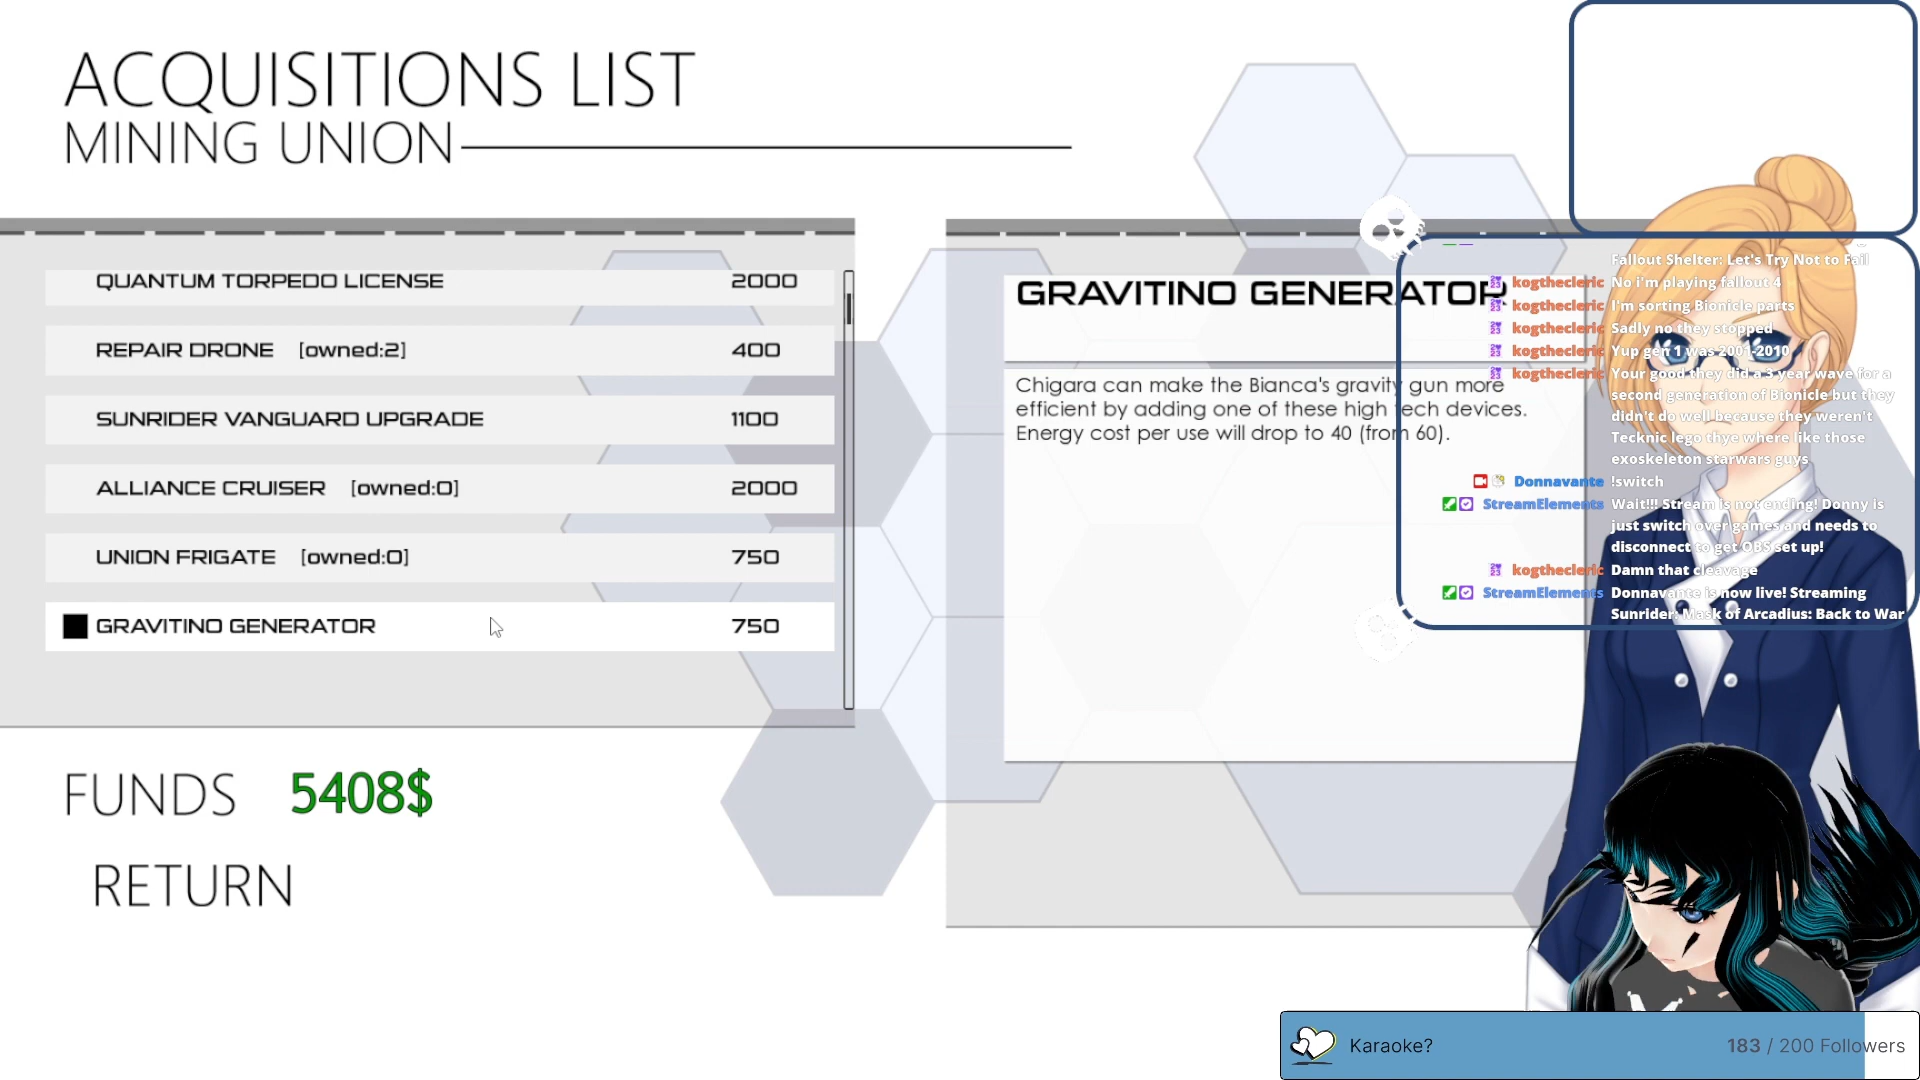 ACQUISITIONS LIST
MINING UNION
QUANTUM TORPEDO LICENSE 2000
REPAIR DRONE [owned:2] 400
SUNRIDER VANGUARD UPGRADE 1100
ALLIANCE CRUISER [owned:0] 2000
UNION FRIGATE [owned:0] 750
GRAVITINO GENERATOR 750
FUNDS 5408$
RETURN
GRAVITINO GENERATOR
Chigara can make the Bianca's gravity gun more
efficient by adding one of these high tech devices.
Energy cost per use will drop to 40 (from 60).
Fallout Shelter: Let's Try Not to Fail
kogthecleric No i'm playing fallout 4
kogthecleric I'm sorting Bionicle parts
kogthecleric Sadly no they stopped
kogthecleric Yup gen 1 was 2001-2010
kogthecleric Your good they did a 3 year wave for a
second generation of Bionicle but they
didn't do well because they weren't
Tecknic lego thye where like those
exoskeleton starwars guys
Donnavante !switch
StreamElements Wait!!! Stream is not ending! Donny is
just switch over games and needs to
disconnect to get OBS set up!
kogthecleric Damn that cleavage
StreamElements Donnavante is now live! Streaming
Sunrider: Mask of Arcadius: Back to War
Karaoke? 183 / 200 Followers